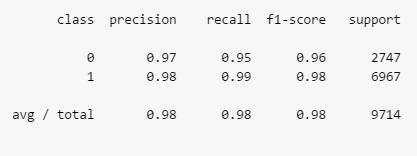 class precision recall f1-score support
0 0.97 0.95 0.96 2747
1 0.98 0.99 0.98 6967
avg / total 0.98 0.98 0.98 9714